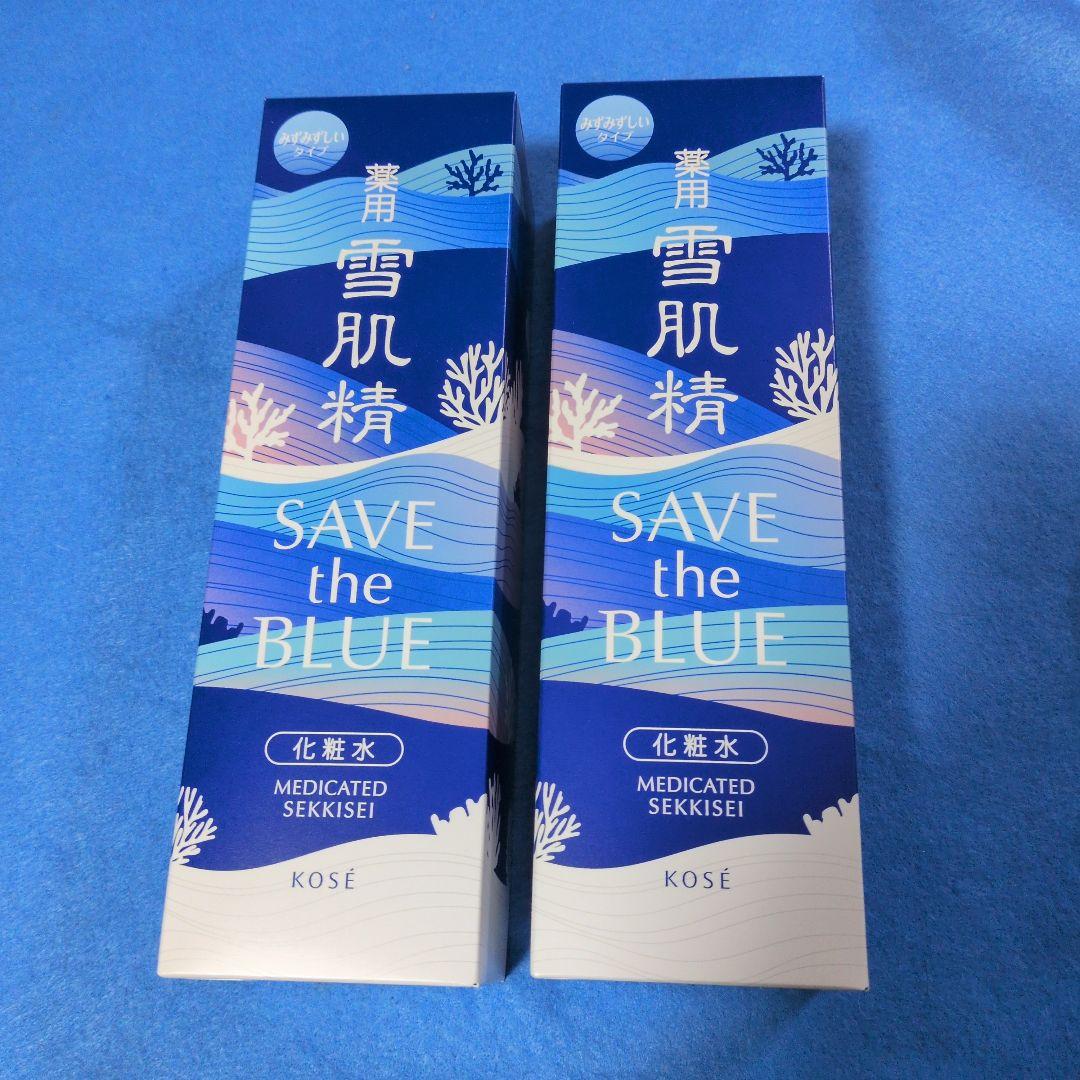 みずみずしい
タイプ
薬用
雪肌精
SAVE
the
BLUE
化粧水
MEDICATED
SEKKISEI
KOSÉ
みずみずしい
タイプ
薬用
雪肌精
SAVE
the
BLUE
化粧水
MEDICATED
SEKKISEI
KOSÉ